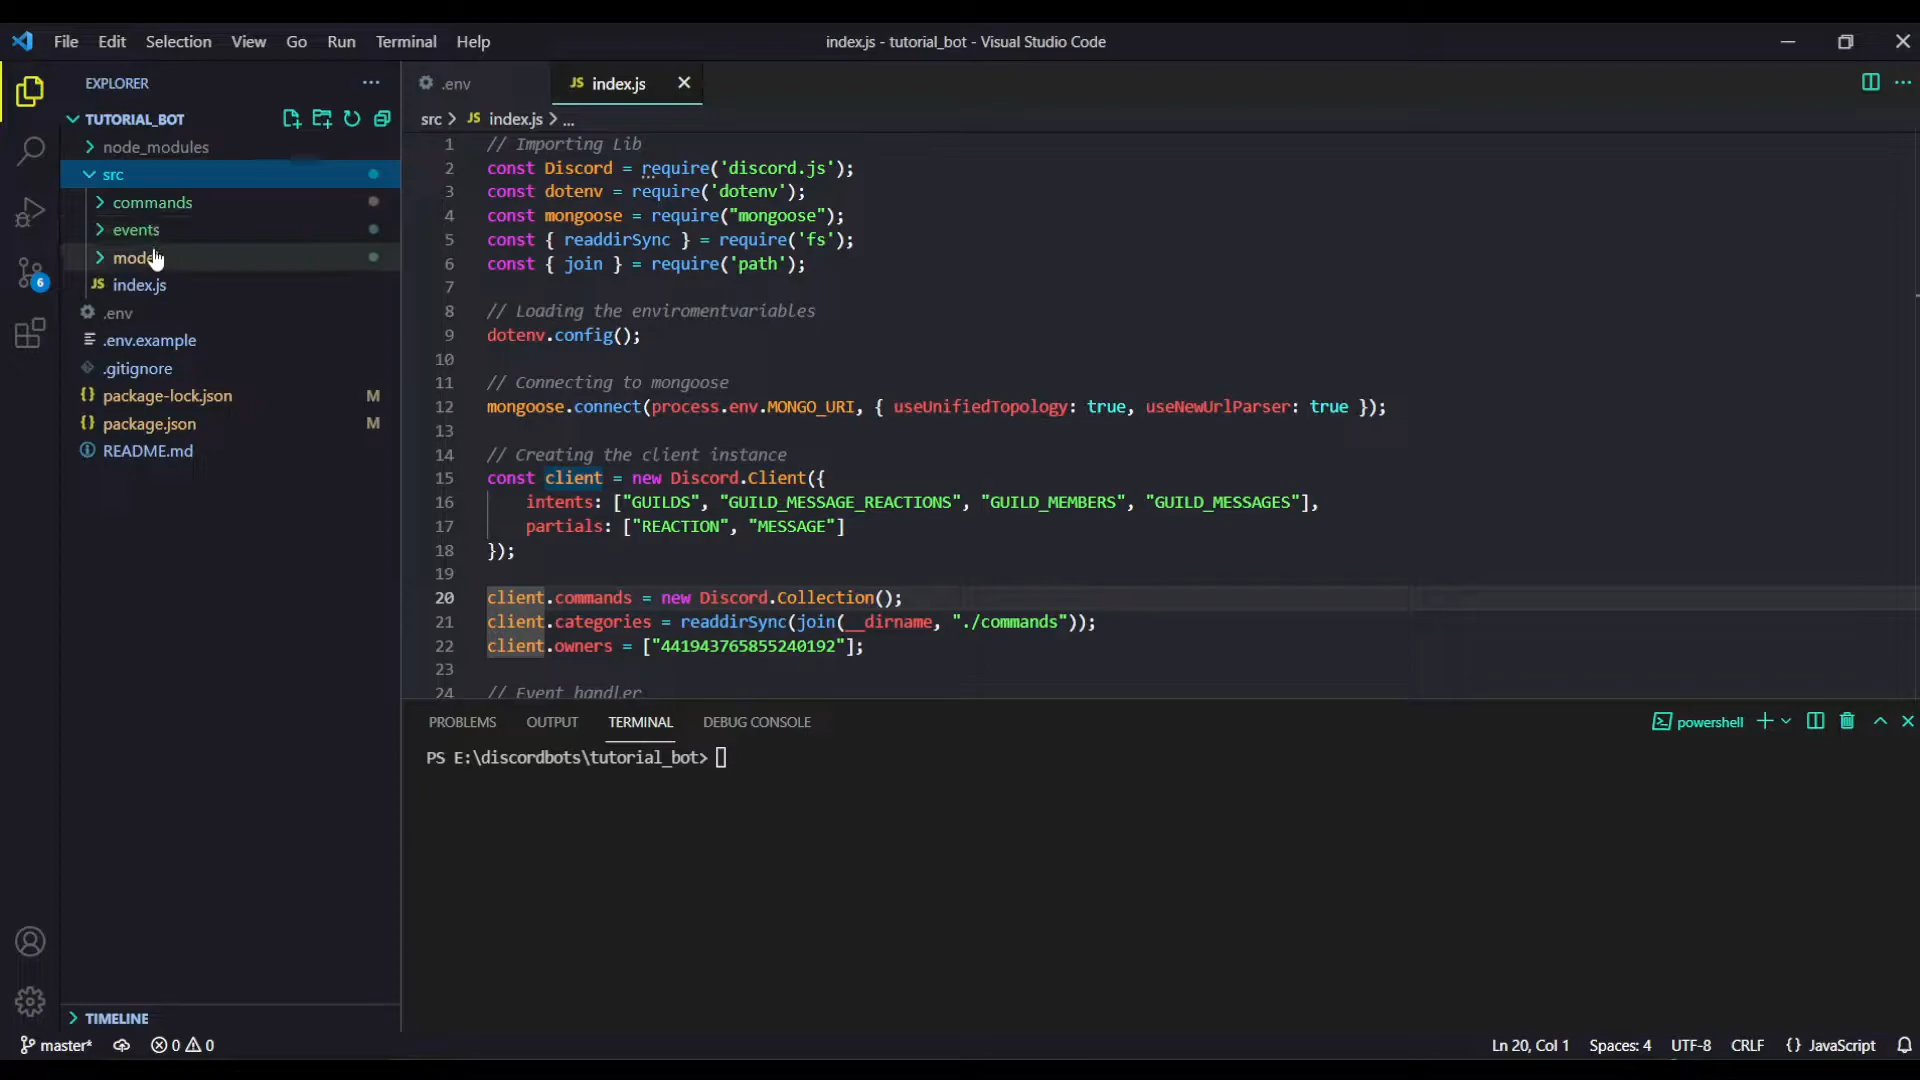 File Edit Selection View Go Run Terminal Help
index.js - tutorial_bot - Visual Studio Code
EXPLORER
TUTORIAL_BOT
node_modules
src
commands
events
index.js
.env
.env.example
.gitignore
package-lock.json M
package.json M
README.md
TIMELINE
6
.env
JS index.js
src > JS index.js > ...
1 // Importing Lib
2 const Discord = require('discord.js');
3 const dotenv = require('dotenv');
4 const mongoose = require("mongoose");
5 const { readdirSync } = require('fs');
6 const { join } = require('path');
7
8 // Loading the enviromentvariables
9 dotenv.config();
10
11 // Connecting to mongoose
12 mongoose.connect(process.env.MONGO_URI, { useUnifiedTopology: true, useNewUrlParser: true });
13
14 // Creating the client instance
15 const client = new Discord.Client({
16 intents: ["GUILDS", "GUILD_MESSAGE_REACTIONS", "GUILD_MEMBERS", "GUILD_MESSAGES"],
17 partials: ["REACTION", "MESSAGE"]
18 });
19
20 client.commands = new Discord.Collection();
21 client.categories = readdirSync(join(__dirname, "./commands"));
22 client.owners = ["441943765855240192"];
23
24 // Event handler
PROBLEMS OUTPUT TERMINAL DEBUG CONSOLE
powershell
PS E:\discordbots\tutorial_bot>
master* 0 0
Ln 20, Col 1 Spaces: 4 UTF-8 CRLF {} JavaScript